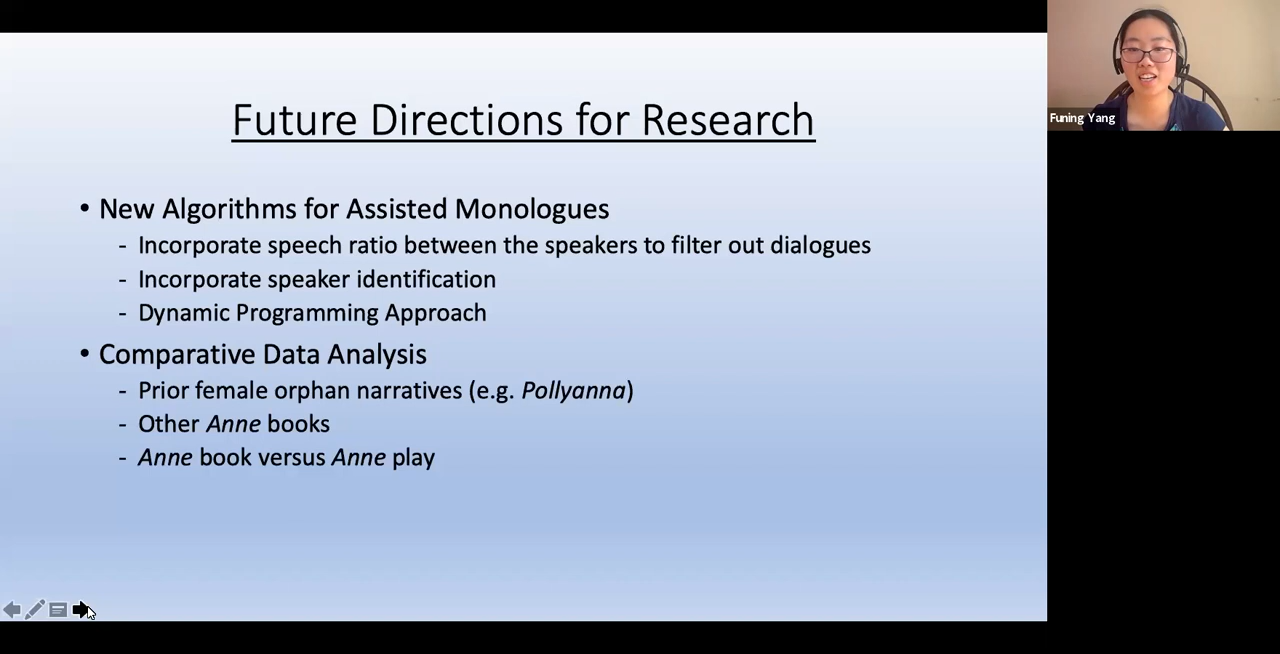 Future Directions for Research
• New Algorithms for Assisted Monologues
- Incorporate speech ratio between the speakers to filter out dialogues
- Incorporate speaker identification
- Dynamic Programming Approach
• Comparative Data Analysis
- Prior female orphan narratives (e.g. Pollyanna)
- Other Anne books
- Anne book versus Anne play
Funing Yang